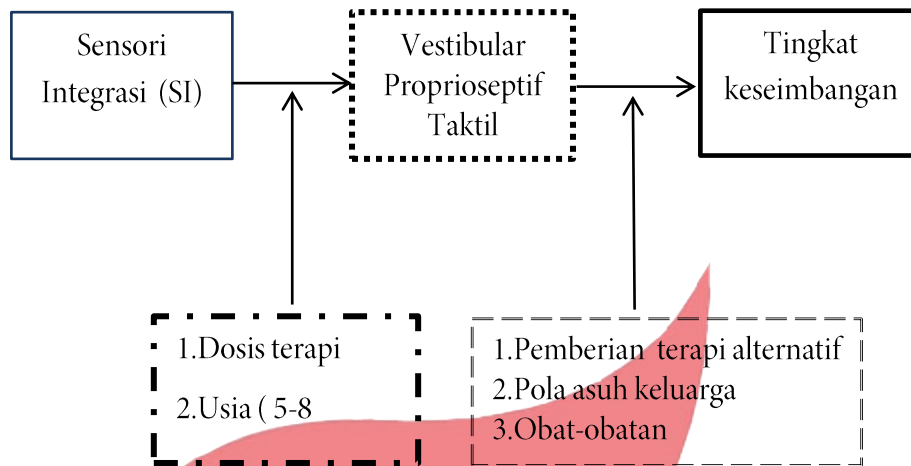 Sensori
Integrasi (SI)
Vestibular
Proprioseptif
Taktil
Tingkat
keseimbangan
1.Dosis terapi
2.Usia ( 5-8
1.Pemberian terapi alternatif
2.Pola asuh keluarga
3.Obat-obatan